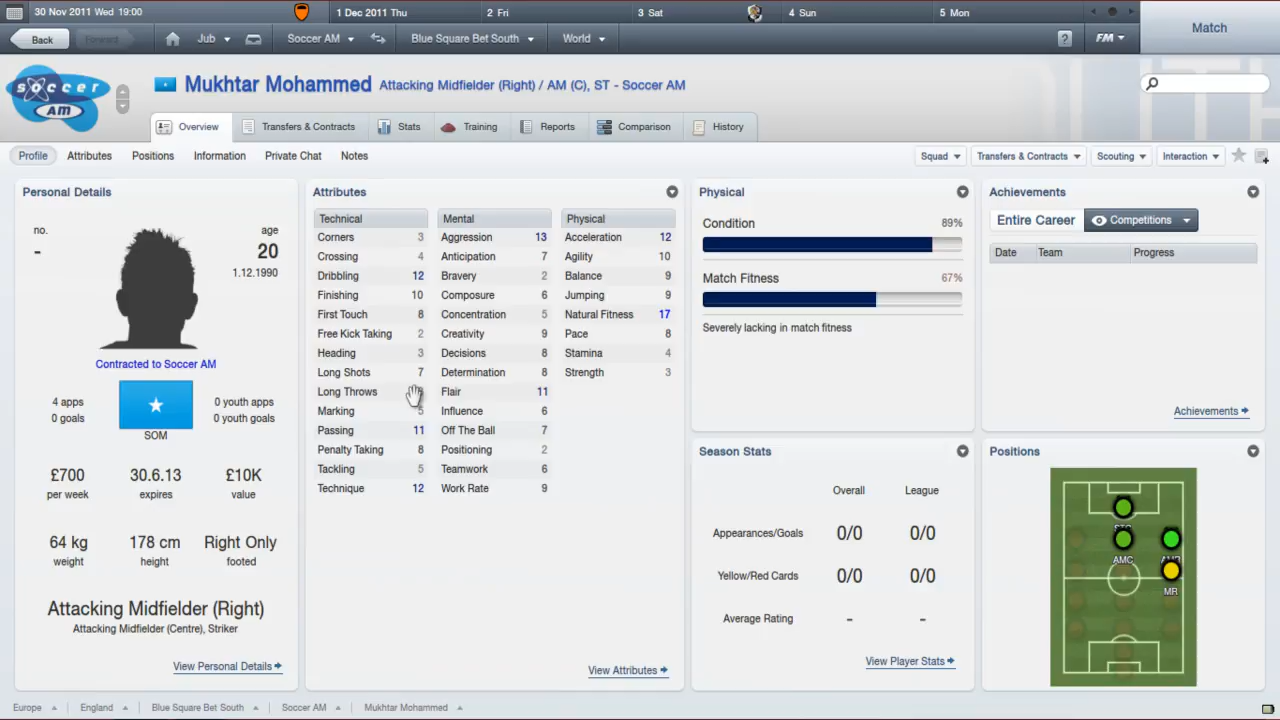 30 Nov 2011 Wed 19:00
1 Dec 2011 Thu
2 Fri
3 Sat
4 Sun
5 Mon
Back
Forward
Jub
Soccer AM
Blue Square Bet South
World
?
FM
Match
soccer
AM
Mukhtar Mohammed
Attacking Midfielder (Right) / AM (C), ST - Soccer AM
Overview
Transfers & Contracts
Stats
Training
Reports
Comparison
History
Profile
Attributes
Positions
Information
Private Chat
Notes
Squad
Transfers & Contracts
Scouting
Interaction
Personal Details
no.
-
age
20
1.12.1990
Contracted to Soccer AM
4 apps
0 goals
SOM
0 youth apps
0 youth goals
£700
per week
30.6.13
expires
£10K
value
64 kg
weight
178 cm
height
Right Only
footed
Attacking Midfielder (Right)
Attacking Midfielder (Centre), Striker
View Personal Details
Attributes
Technical
Corners 3
Crossing 4
Dribbling 12
Finishing 10
First Touch 8
Free Kick Taking 2
Heading 3
Long Shots 7
Long Throws
Marking 5
Passing 11
Penalty Taking 8
Tackling 5
Technique 12
Mental
Aggression 13
Anticipation 7
Bravery 2
Composure 6
Concentration 5
Creativity 9
Decisions 8
Determination 8
Flair 11
Influence 6
Off The Ball 7
Positioning 2
Teamwork 6
Work Rate 9
Physical
Acceleration 12
Agility 10
Balance 9
Jumping 9
Natural Fitness 17
Pace 8
Stamina 4
Strength 3
View Attributes
Physical
Condition 89%
Match Fitness 67%
Severely lacking in match fitness
Season Stats
Overall League
Appearances/Goals 0/0 0/0
Yellow/Red Cards 0/0 0/0
Average Rating - -
View Player Stats
Achievements
Entire Career
Competitions
Date Team Progress
Achievements
Positions
STC
AMC
AMR
MR
Europe
England
Blue Square Bet South
Soccer AM
Mukhtar Mohammed